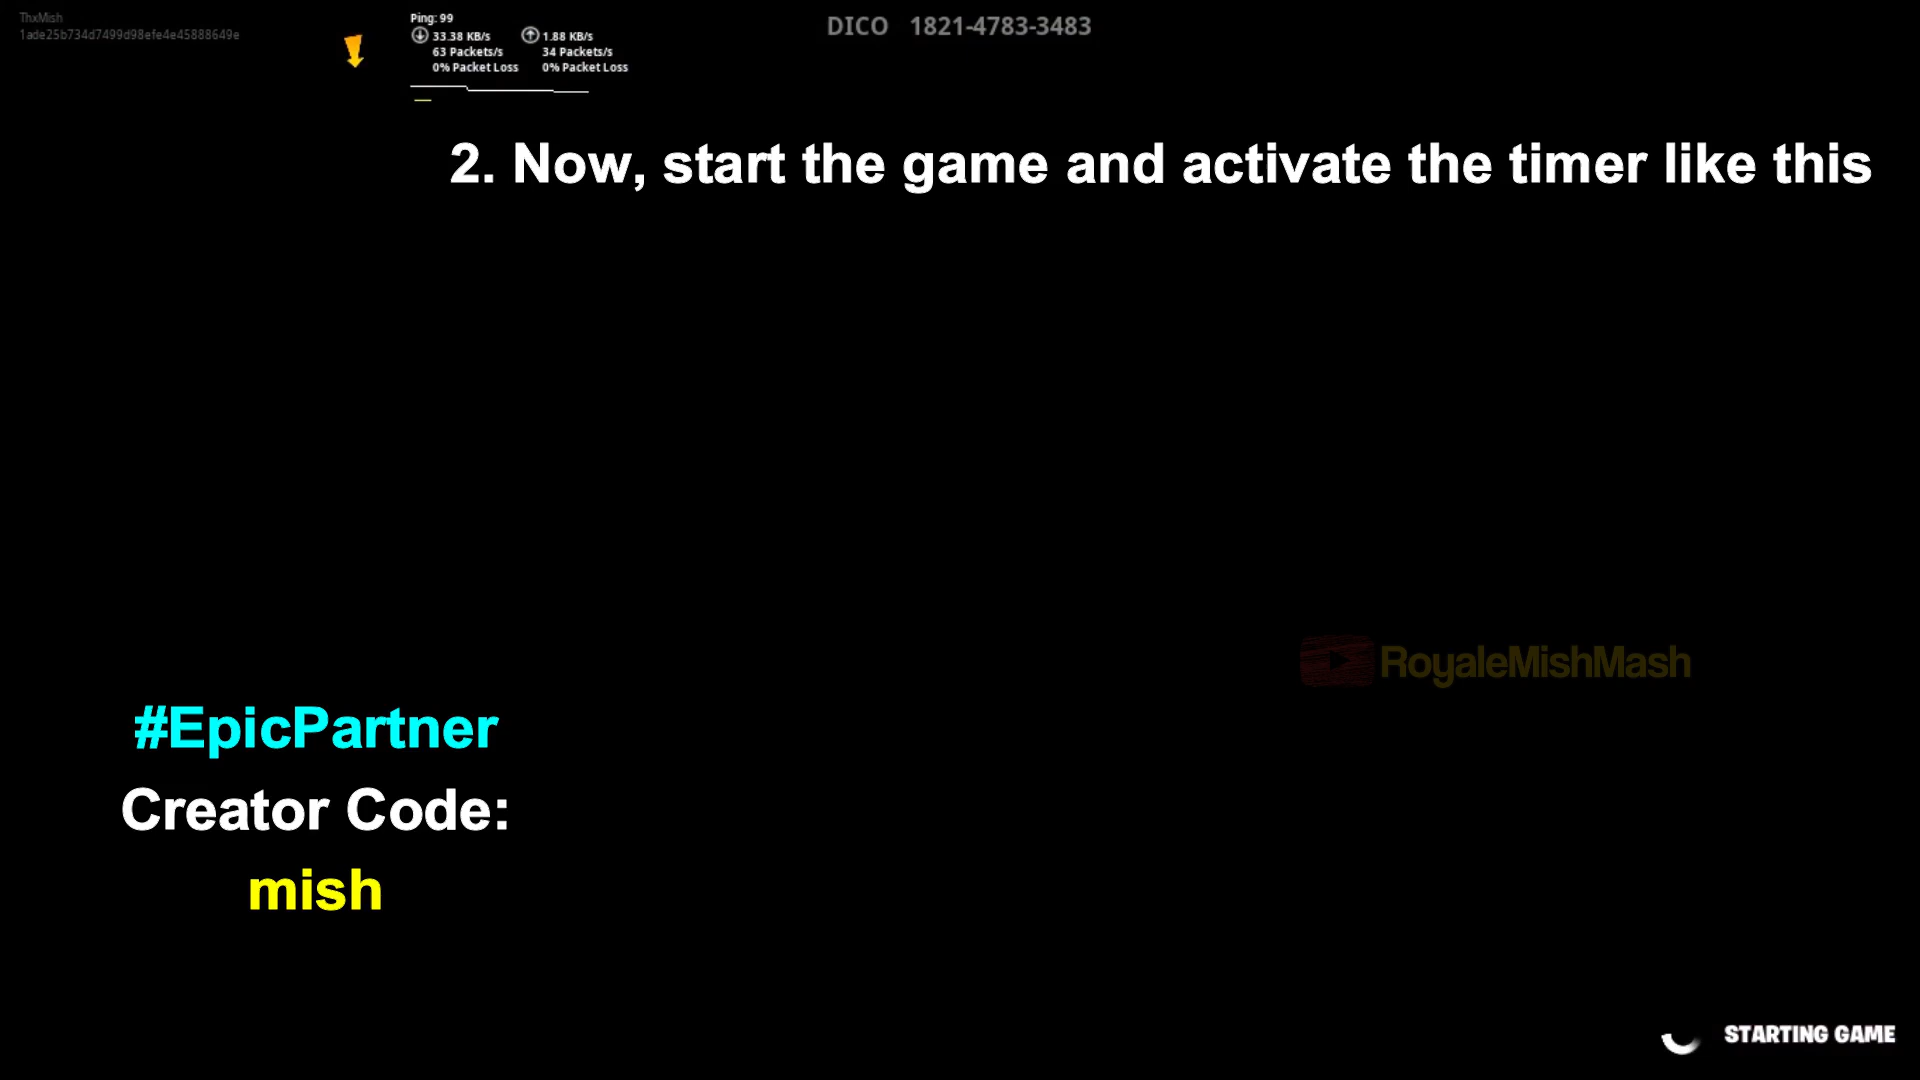 ThxMish
1ade25b734d7499d98efe4e45888649e
Ping: 99
33.38 KB/s 1.88 KB/s
63 Packets/s 34 Packets/s
0% Packet Loss 0% Packet Loss
DICO 1821-4783-3483
2. Now, start the game and activate the timer like this
RoyaleMishMash
#EpicPartner
Creator Code:
mish
STARTING GAME